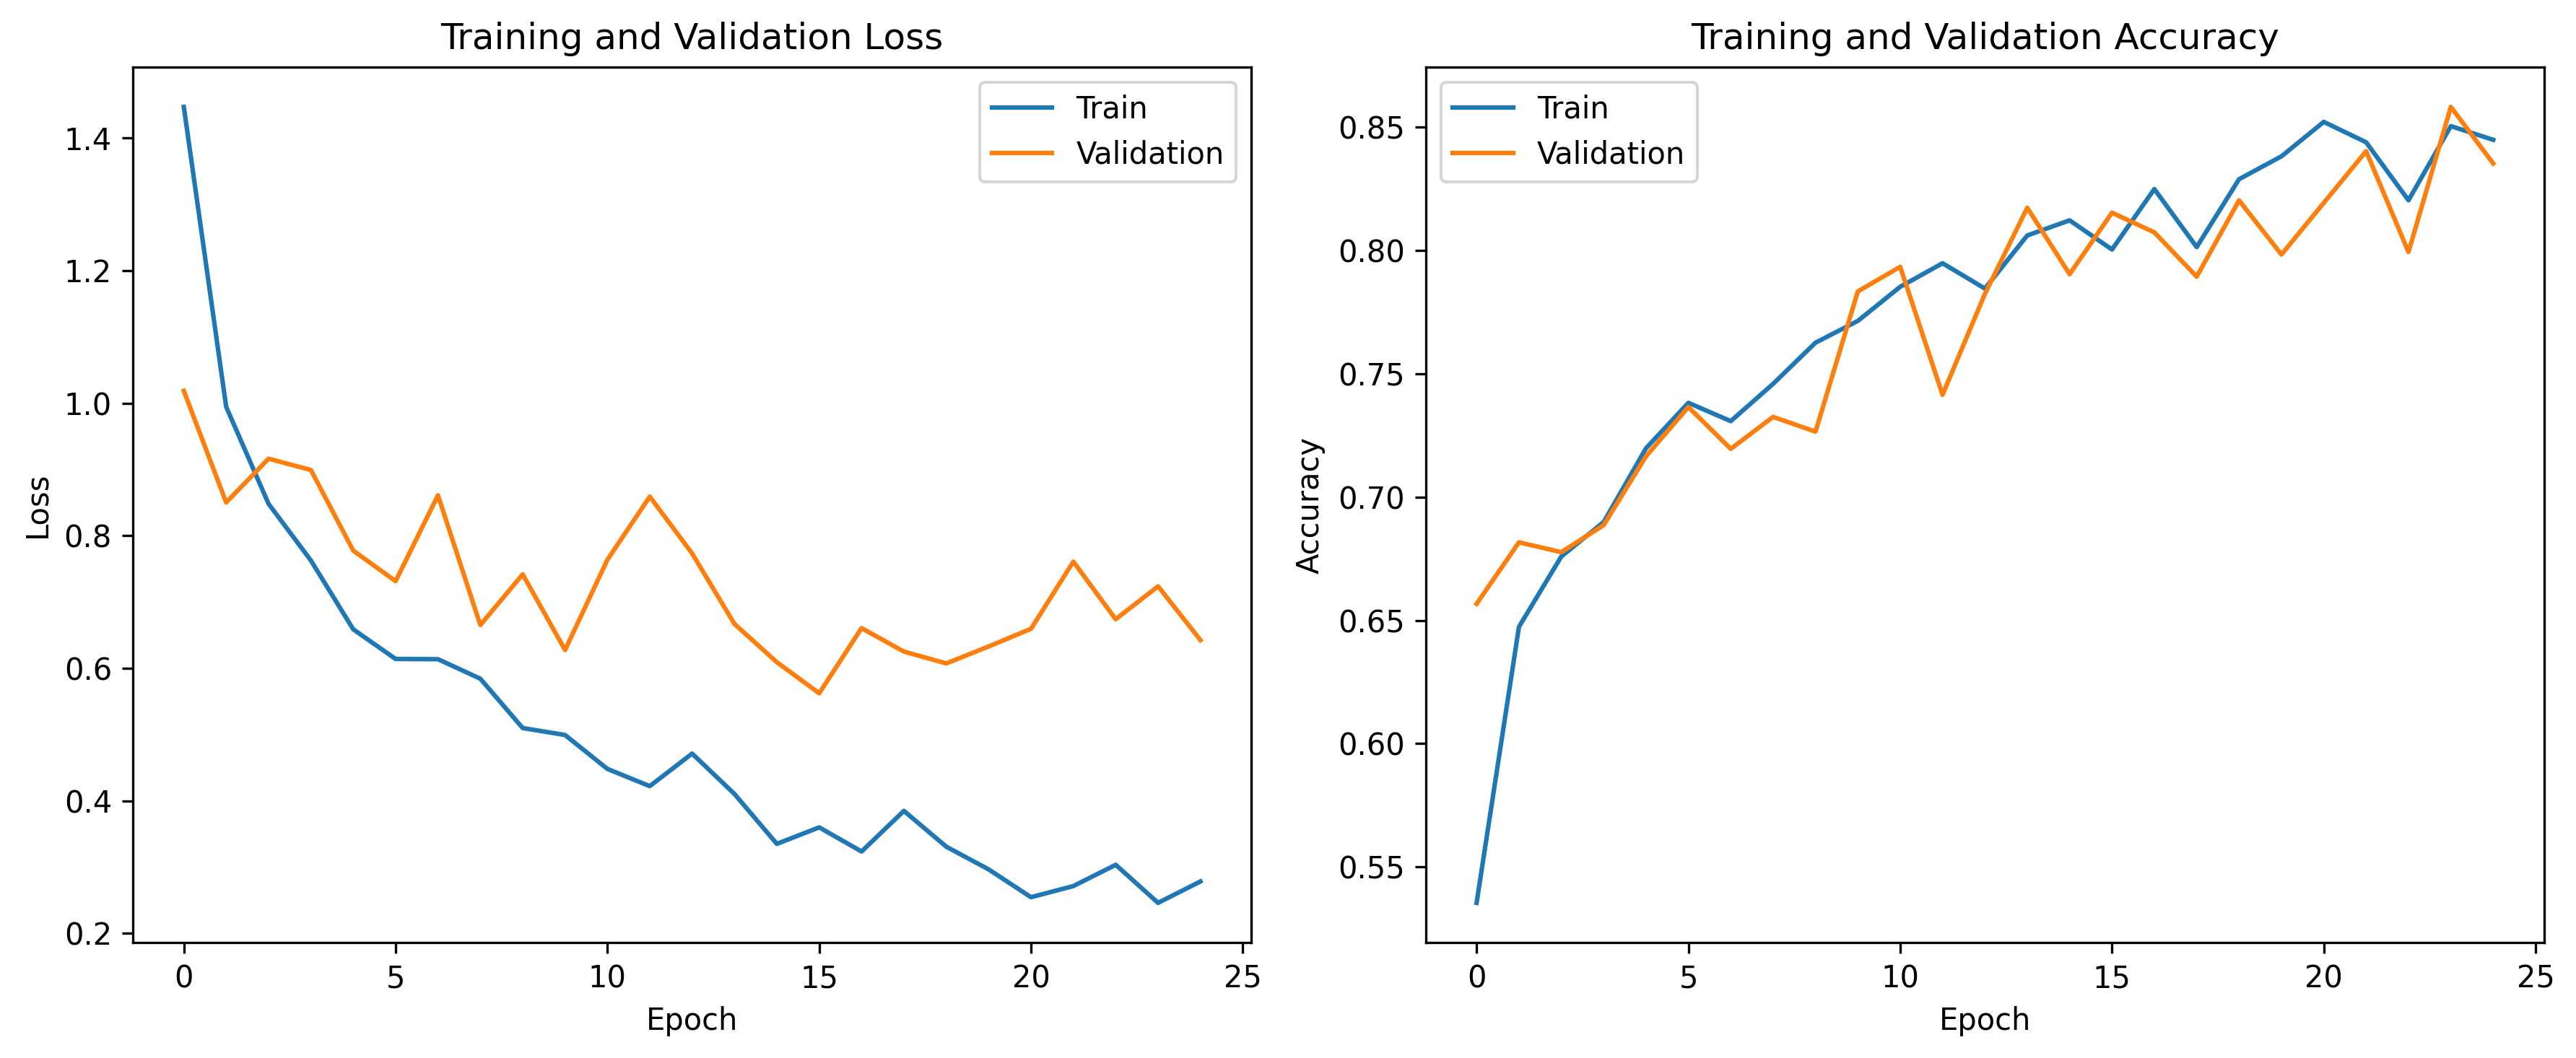 Training and Validation Loss
Train
Validation
1.4
1.2
1.0
0.8
0.6
0.4
0.2
Loss
0 5 10 15 20 25
Epoch
Training and Validation Accuracy
Train
Validation
0.85
0.80
0.75
0.70
0.65
0.60
0.55
Accuracy
0 5 10 15 20 25
Epoch